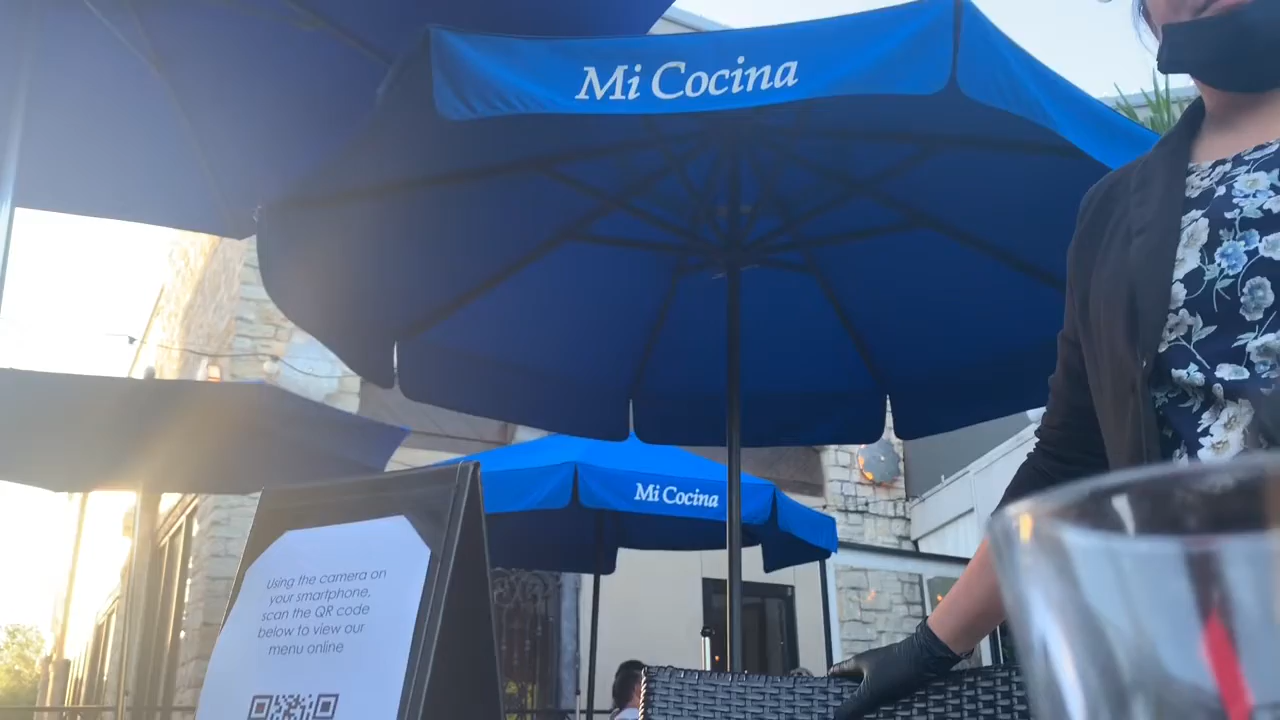 Mi Cocina
Mi Cocina
Using the camera on
your smartphone,
scan the QR code
below to view our
menu online